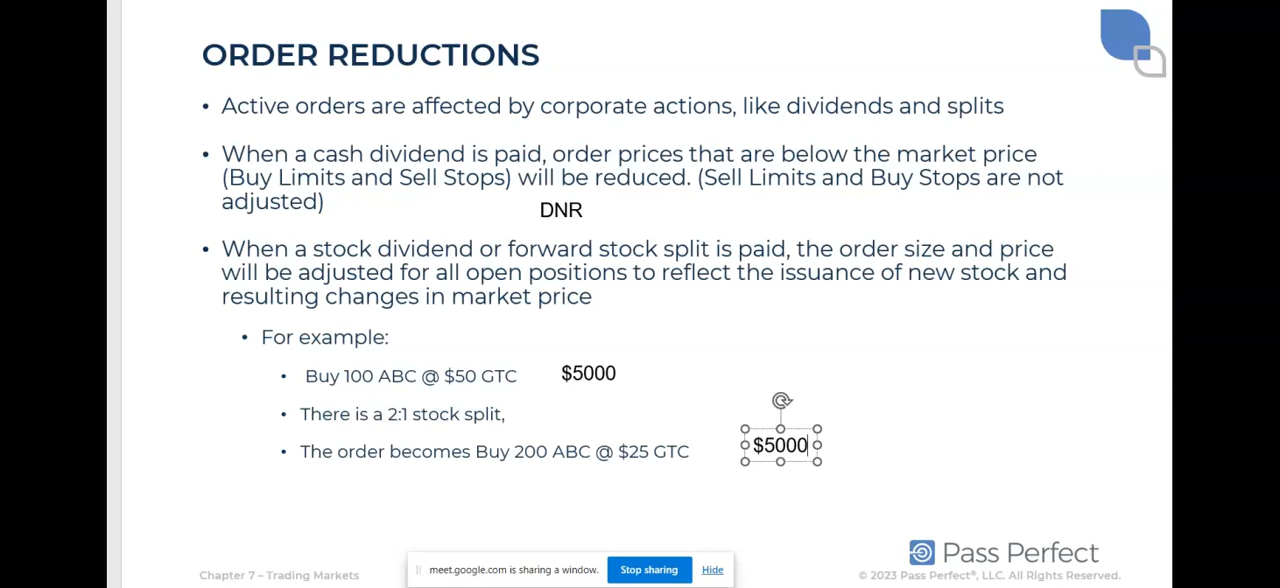 ORDER REDUCTIONS
• Active orders are affected by corporate actions, like dividends and splits
• When a cash dividend is paid, order prices that are below the market price
(Buy Limits and Sell Stops) will be reduced. (Sell Limits and Buy Stops are not
adjusted)
DNR
• When a stock dividend or forward stock split is paid, the order size and price
will be adjusted for all open positions to reflect the issuance of new stock and
resulting changes in market price
• For example:
• Buy 100 ABC @ $50 GTC $5000
• There is a 2:1 stock split,
• The order becomes Buy 200 ABC @ $25 GTC $5000
Pass Perfect
Chapter 7 – Trading Markets
meet.google.com is sharing a window. Stop sharing Hide
© 2023 Pass Perfect®, LLC. All Rights Reserved.